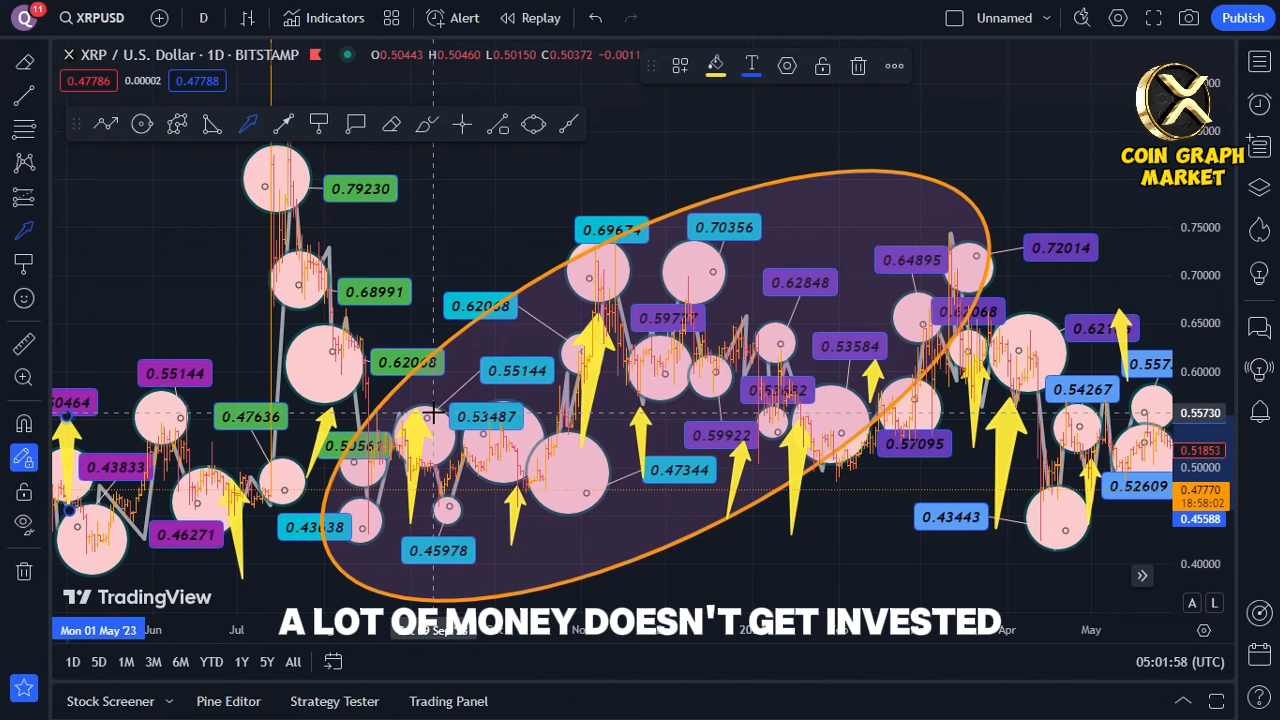 Q
11
XRPUSD
D
Indicators
Alert
Replay
Unnamed
Publish
XRP / U.S. Dollar · 1D · BITSTAMP
O0.50443 H0.50460 L0.50150 C0.50372
0.47786
0.00002
0.47788
T
X
COIN GRAPH
MARKET
0.79230
0.68991
0.62068
0.55144
0.43833
0.46271
0.47636
0.43638
0.62068
0.55144
0.53487
0.45978
0.69674
0.70356
0.47344
0.59922
0.62848
0.53584
0.64895
0.57095
0.72014
0.54267
0.43443
0.52609
0.75000
0.70000
0.65000
0.60000
0.55730
0.51853
0.50000
0.47770
18:58:02
0.45588
0.40000
TradingView
A LOT OF MONEY DOESN'T GET INVESTED
A
L
Mon 01 May '23
Jun
Jul
Apr
May
1D
5D
1M
3M
6M
YTD
1Y
5Y
All
05:01:58 (UTC)
Stock Screener
Pine Editor
Strategy Tester
Trading Panel